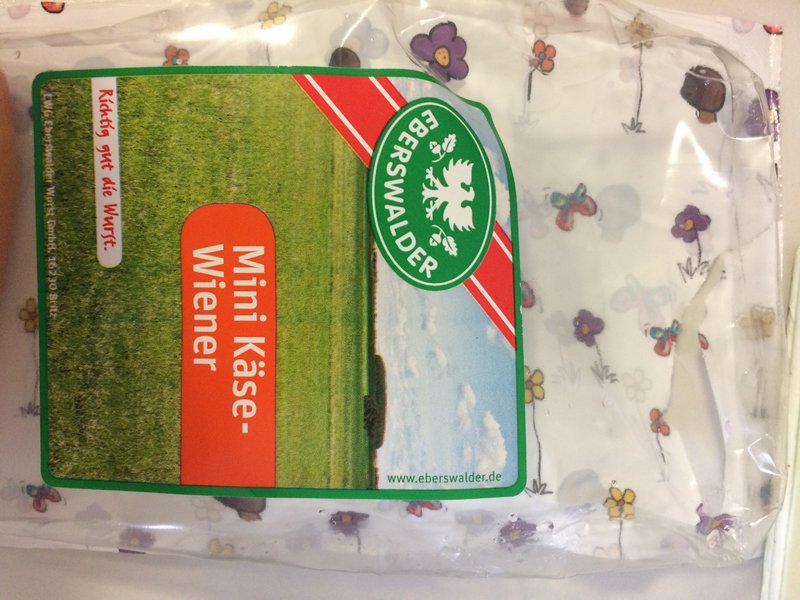 EBERSWALDER
Mini Käse-
Wiener
Richtig gut die Wurst.
EWG Eberswalder Wurst GmbH, 16230 Britz
www.eberswalder.de